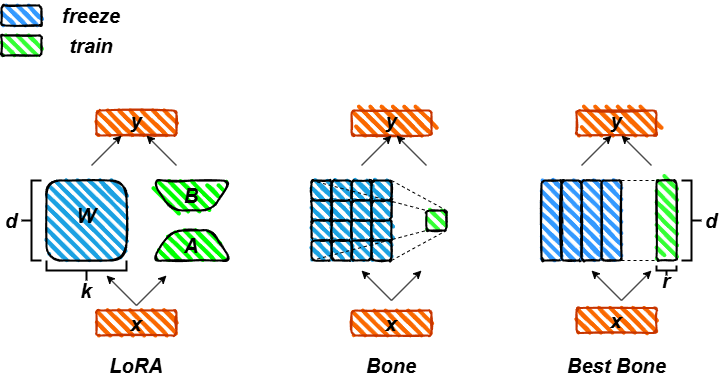 freeze
train
y y y
d W B A k
d r
x x x
LoRA Bone Best Bone